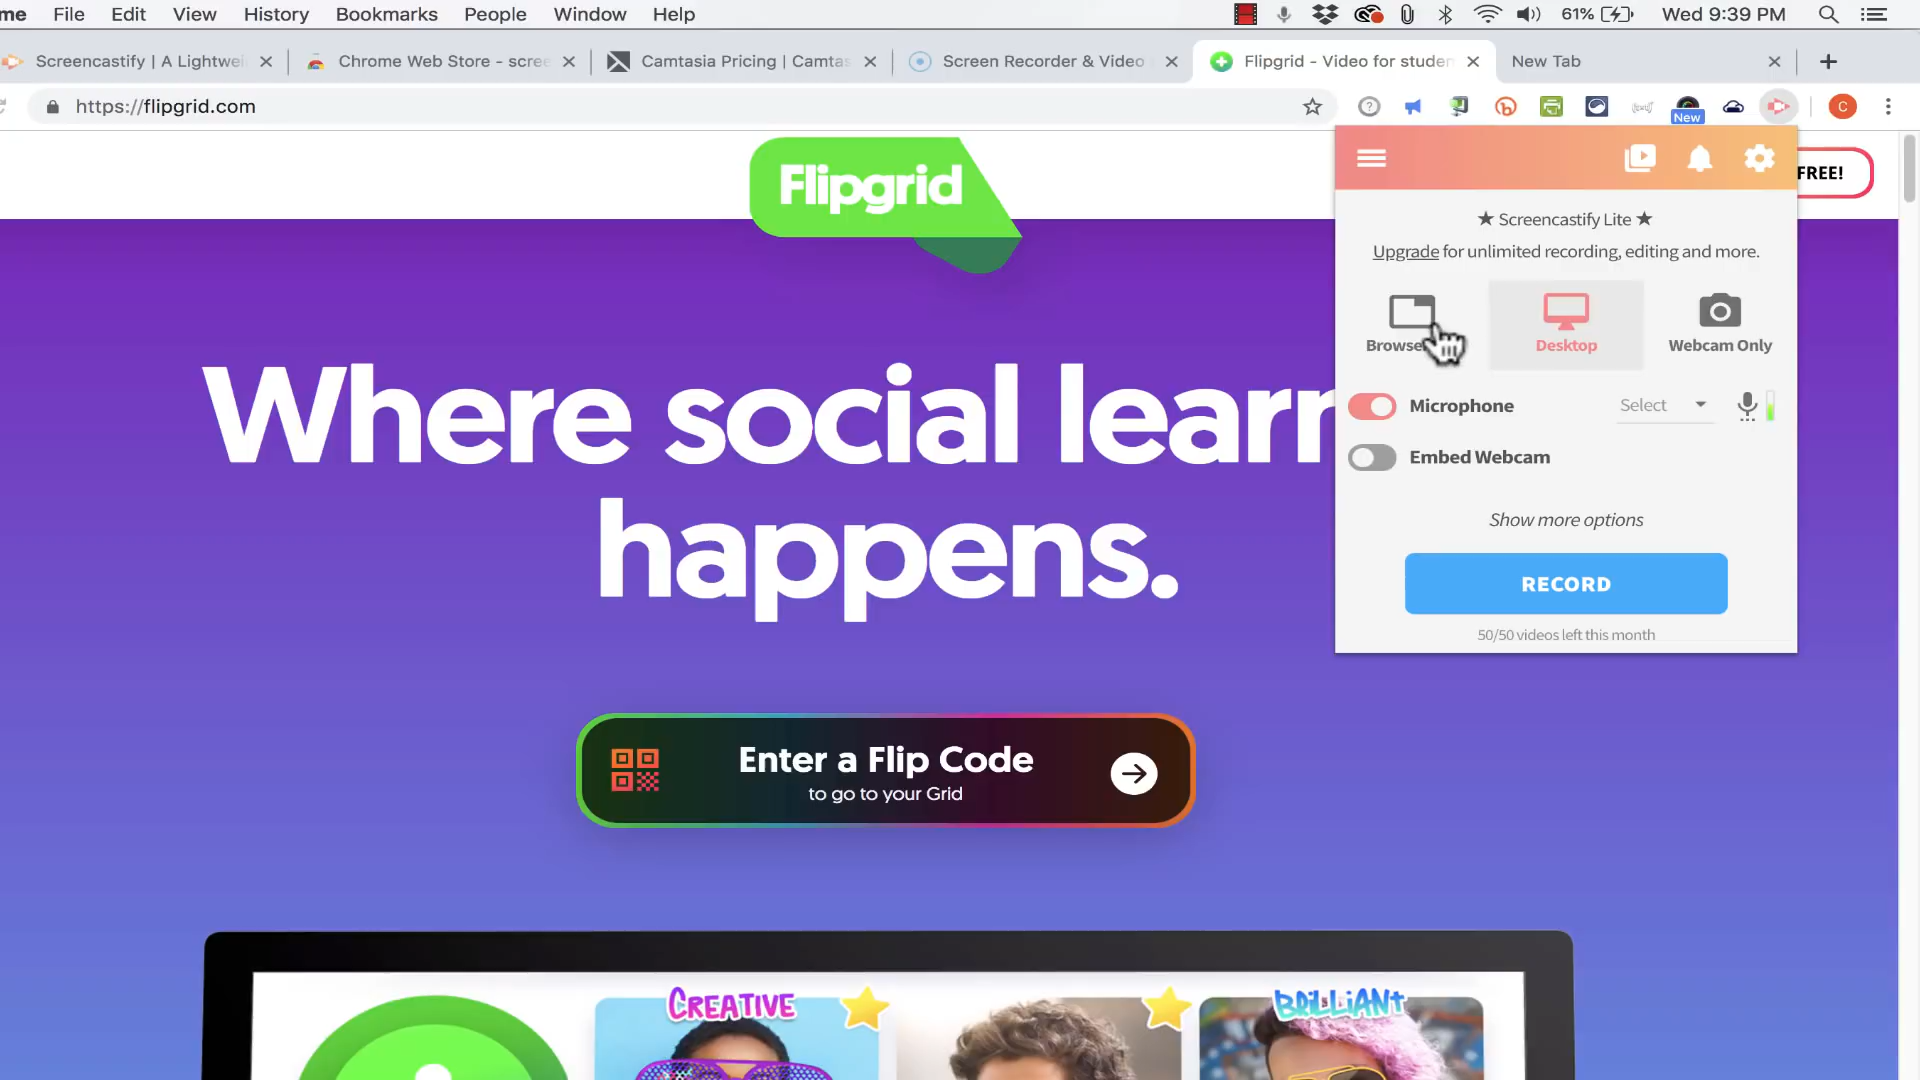 me File Edit View History Bookmarks People Window Help 61% Wed 9:39 PM
Screencastify | A Lightwei Chrome Web Store - scree Camtasia Pricing | Camtas Screen Recorder & Video Flipgrid - Video for studen New Tab
https://flipgrid.com New C
Flipgrid
FREE!
★ Screencastify Lite ★
Upgrade for unlimited recording, editing and more.
Browse Desktop Webcam Only
Microphone Select
Embed Webcam
Show more options
RECORD
50/50 videos left this month
Where social learn
happens.
Enter a Flip Code
to go to your Grid
CREATIVE BRiLLiANt